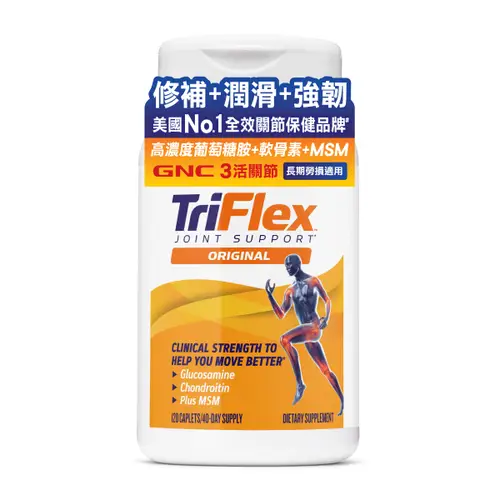 修補+潤滑+強韌
美國No.1全效關節保健品牌#
高濃度葡萄糖胺+軟骨素+MSM
GNC 3活關節 長期勞損適用
TriFlex™
JOINT SUPPORT*
ORIGINAL
CLINICAL STRENGTH TO
HELP YOU MOVE BETTER*
▶ Glucosamine
▶ Chondroitin
▶ Plus MSM
120 CAPLETS/40-DAY SUPPLY DIETARY SUPPLEMENT